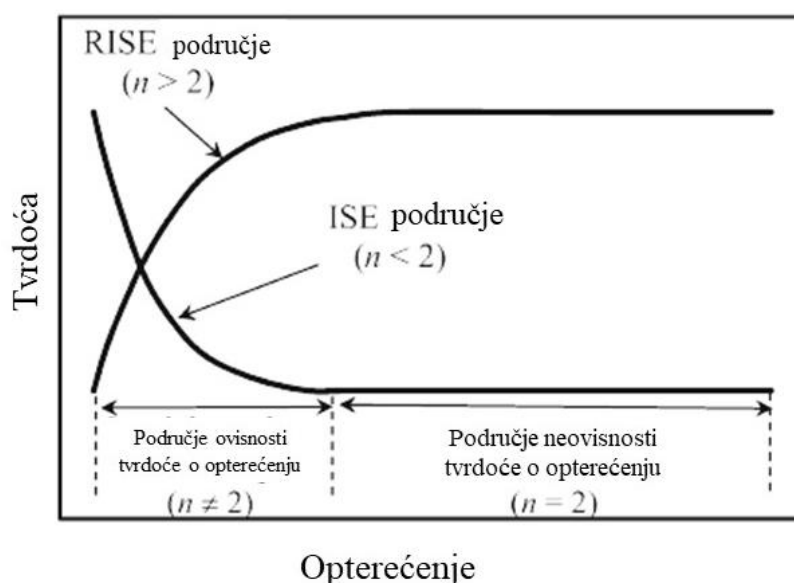 RISE područje
(n > 2)
ISE područje
(n < 2)
Tvrdoća
Područje ovisnosti
tvrdoće o opterećenju
(n ≠ 2)
Područje neovisnosti
tvrdoće o opterećenju
(n = 2)
Opterećenje